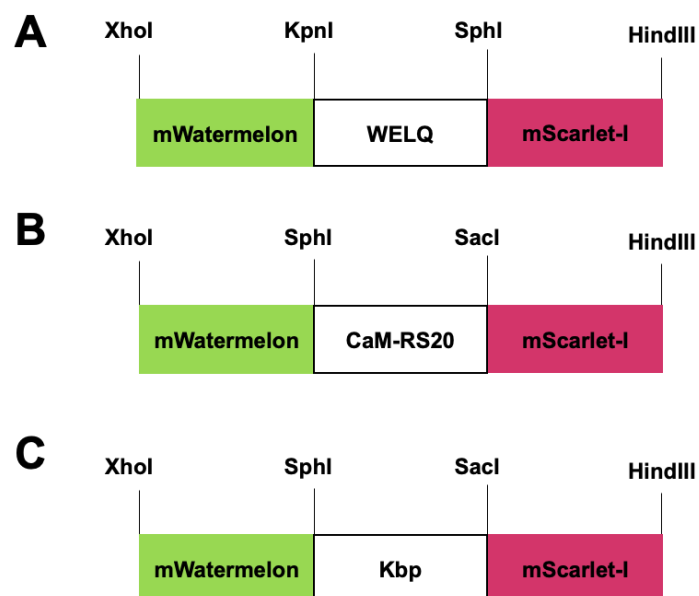 A
XhoI KpnI SphI HindIII
mWatermelon WELQ mScarlet-I
B
XhoI SphI SacI HindIII
mWatermelon CaM-RS20 mScarlet-I
C
XhoI SphI SacI HindIII
mWatermelon Kbp mScarlet-I